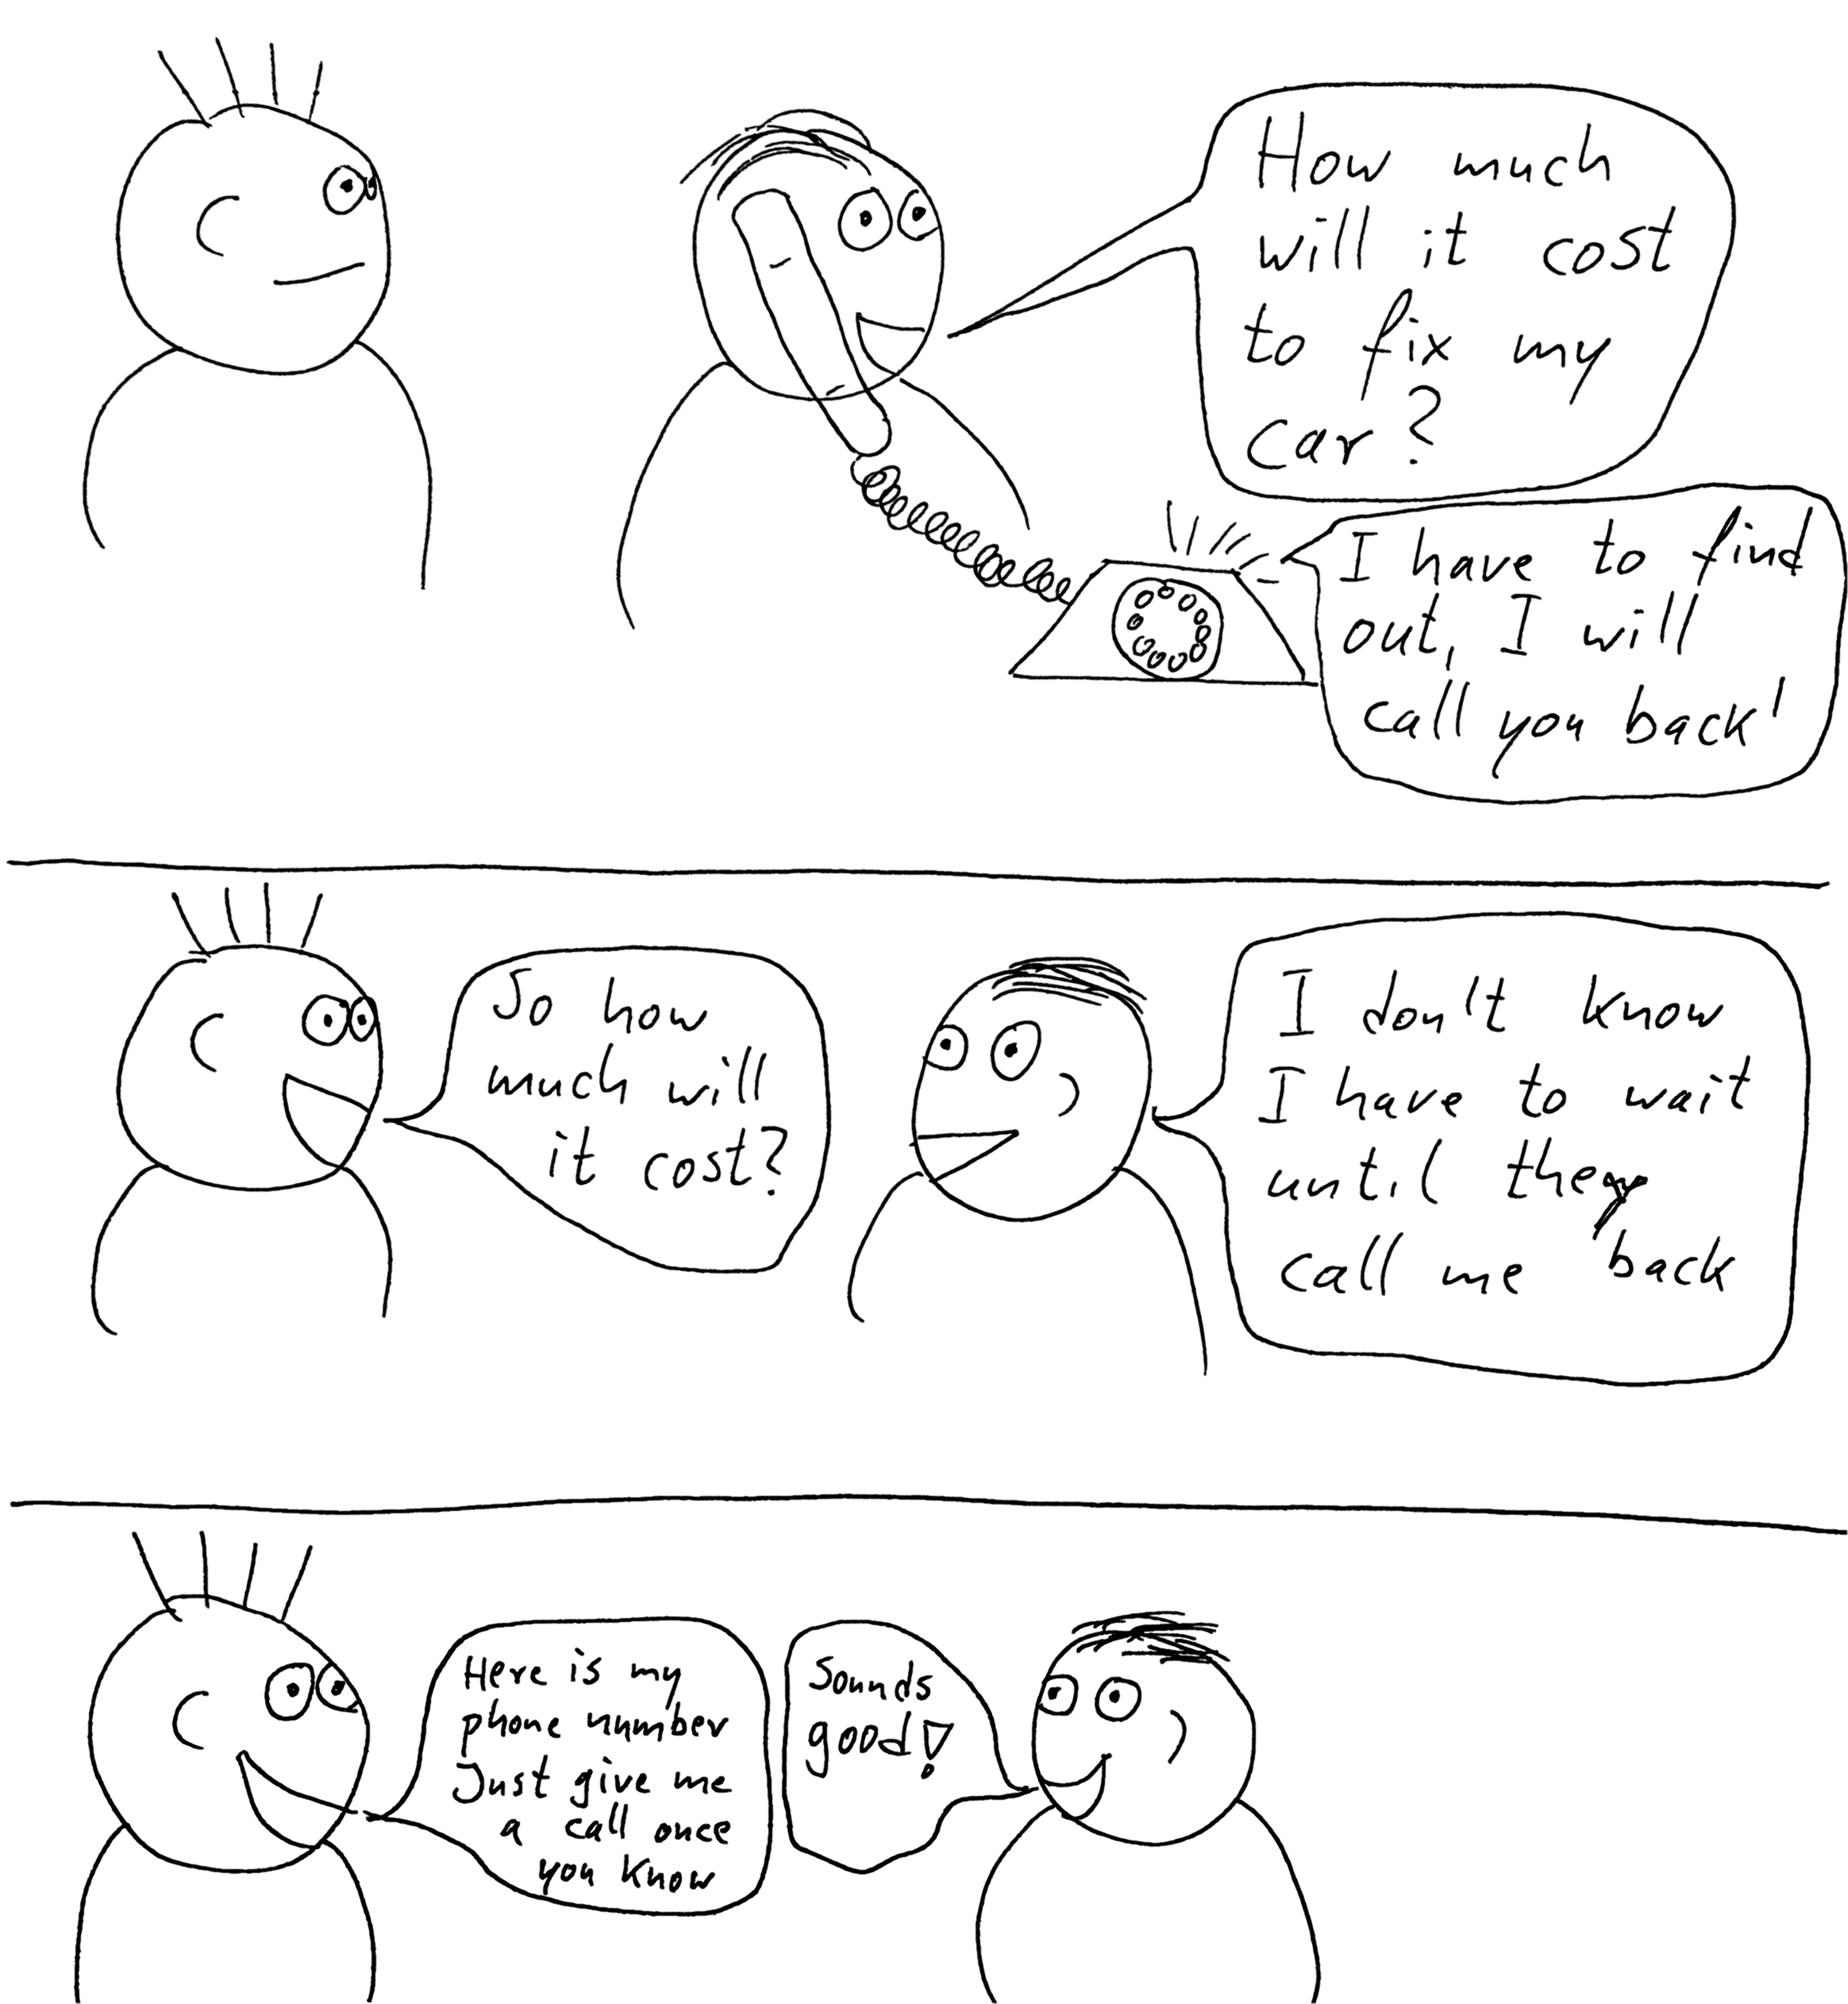 How much
will it cost
to fix my
car?
I have to find
out, I will
call you back!
So how
much will
it cost?
I don't know
I have to wait
until they
call me back
Here is my
phone number
Just give me
a call once
you know
Sounds
good!